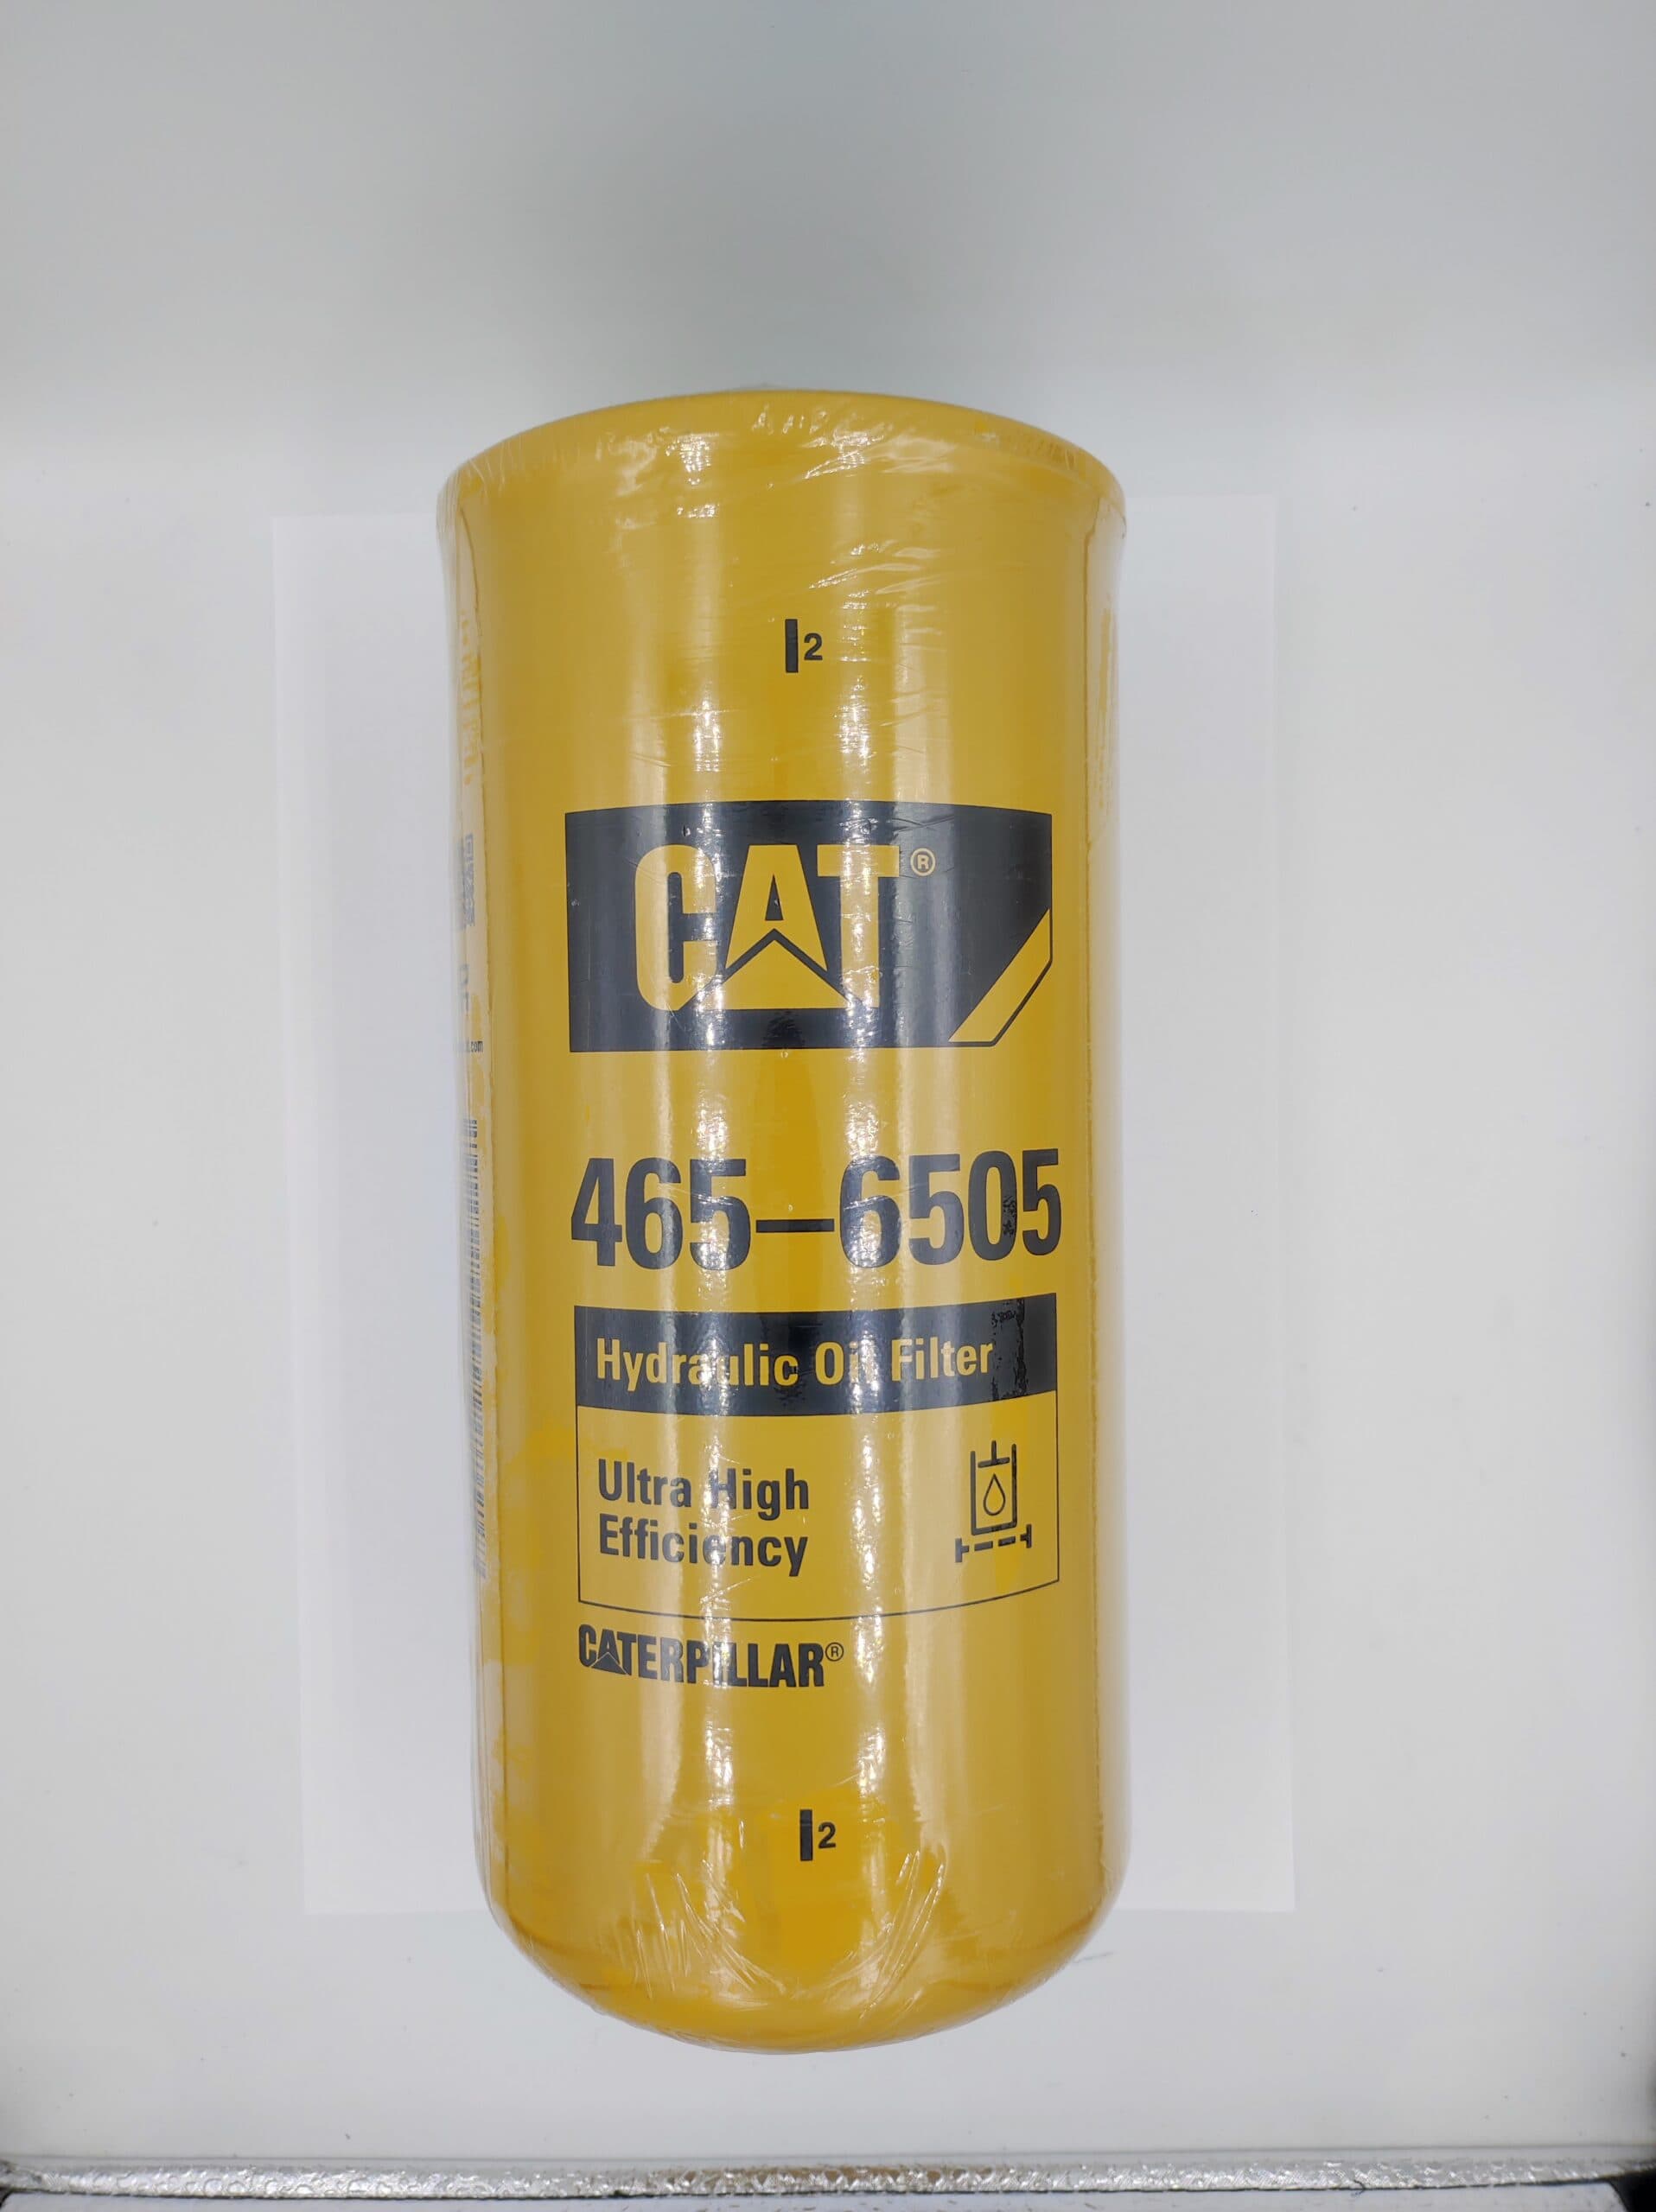 2
CAT®
465-6505
Hydraulic Oil Filter
Ultra High
Efficiency
CATERPILLAR®
2